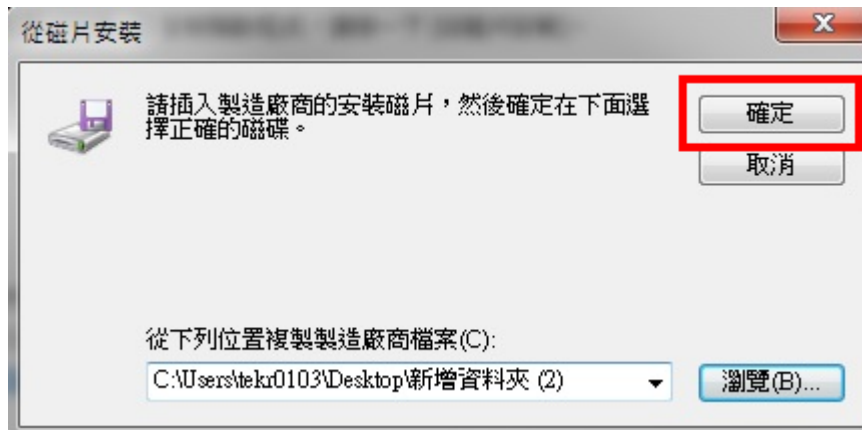 從磁片安裝
請插入製造廠商的安裝磁片，然後確定在下面選
擇正確的磁碟。
確定
取消
從下列位置複製製造廠商檔案(C):
C:\Users\tekr0103\Desktop\新增資料夾 (2)
瀏覽(B)...